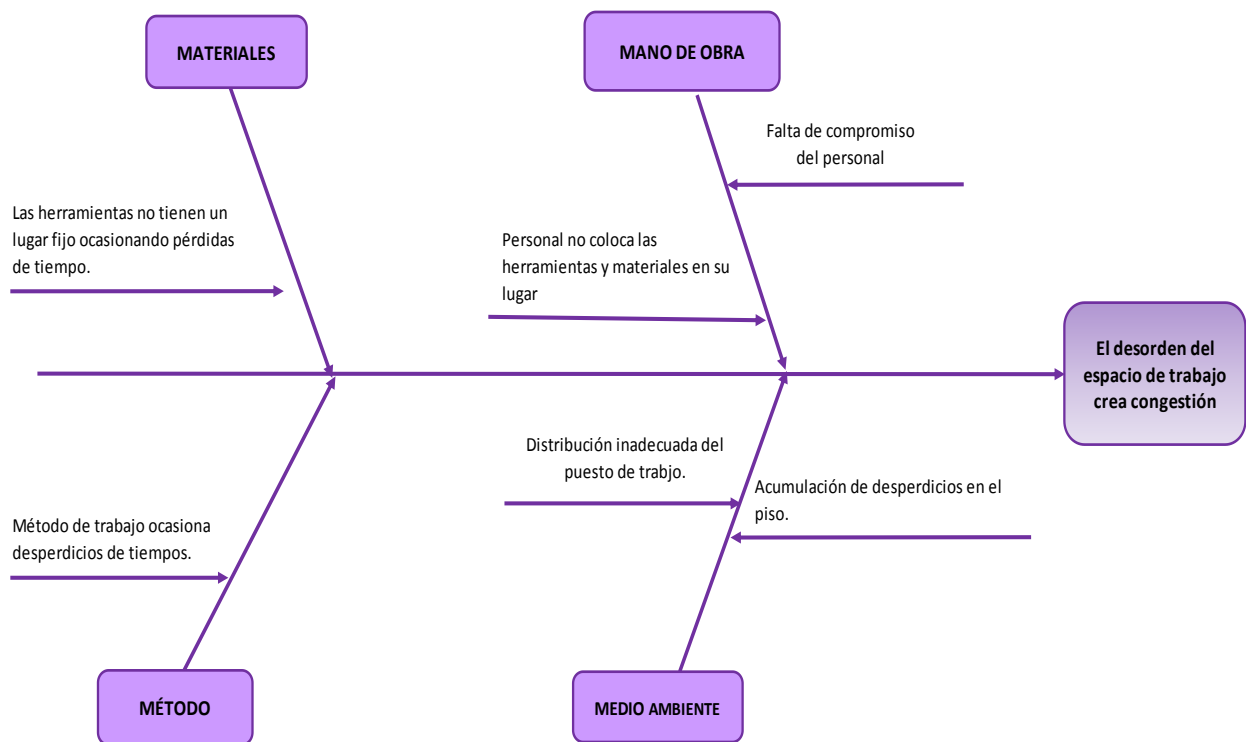 MATERIALES
MANO DE OBRA
Falta de compromiso
del personal
Las herramientas no tienen un
lugar fijo ocasionando pérdidas
de tiempo.
Personal no coloca las
herramientas y materiales en su
lugar
El desorden del
espacio de trabajo
crea congestión
Distribución inadecuada del
puesto de trabjo.
Acumulación de desperdicios en el
piso.
Método de trabajo ocasiona
desperdicios de tiempos.
MÉTODO
MEDIO AMBIENTE